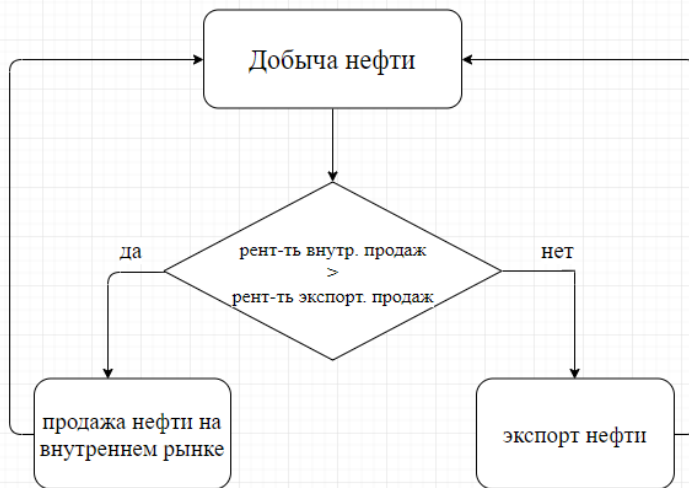 Добыча нефти
да
рент-ть внутр. продаж
>
рент-ть экспорт. продаж
нет
продажа нефти на
внутреннем рынке
экспорт нефти